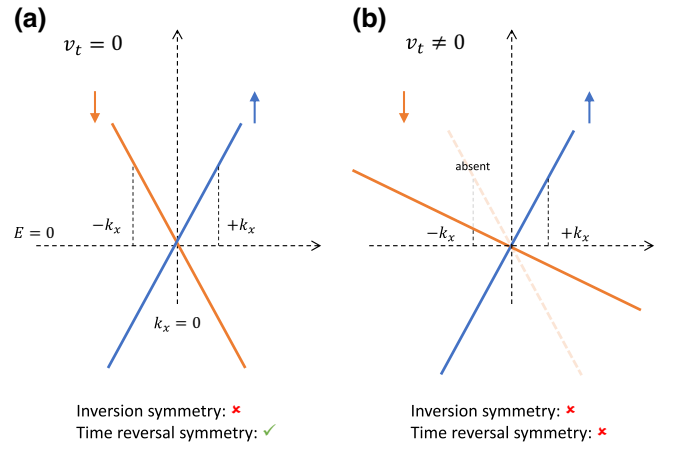 (a)
v_t = 0
E = 0
−k_x
+k_x
k_x = 0
Inversion symmetry: ✘
Time reversal symmetry: ✓
(b)
v_t ≠ 0
absent
−k_x
+k_x
Inversion symmetry: ✘
Time reversal symmetry: ✘